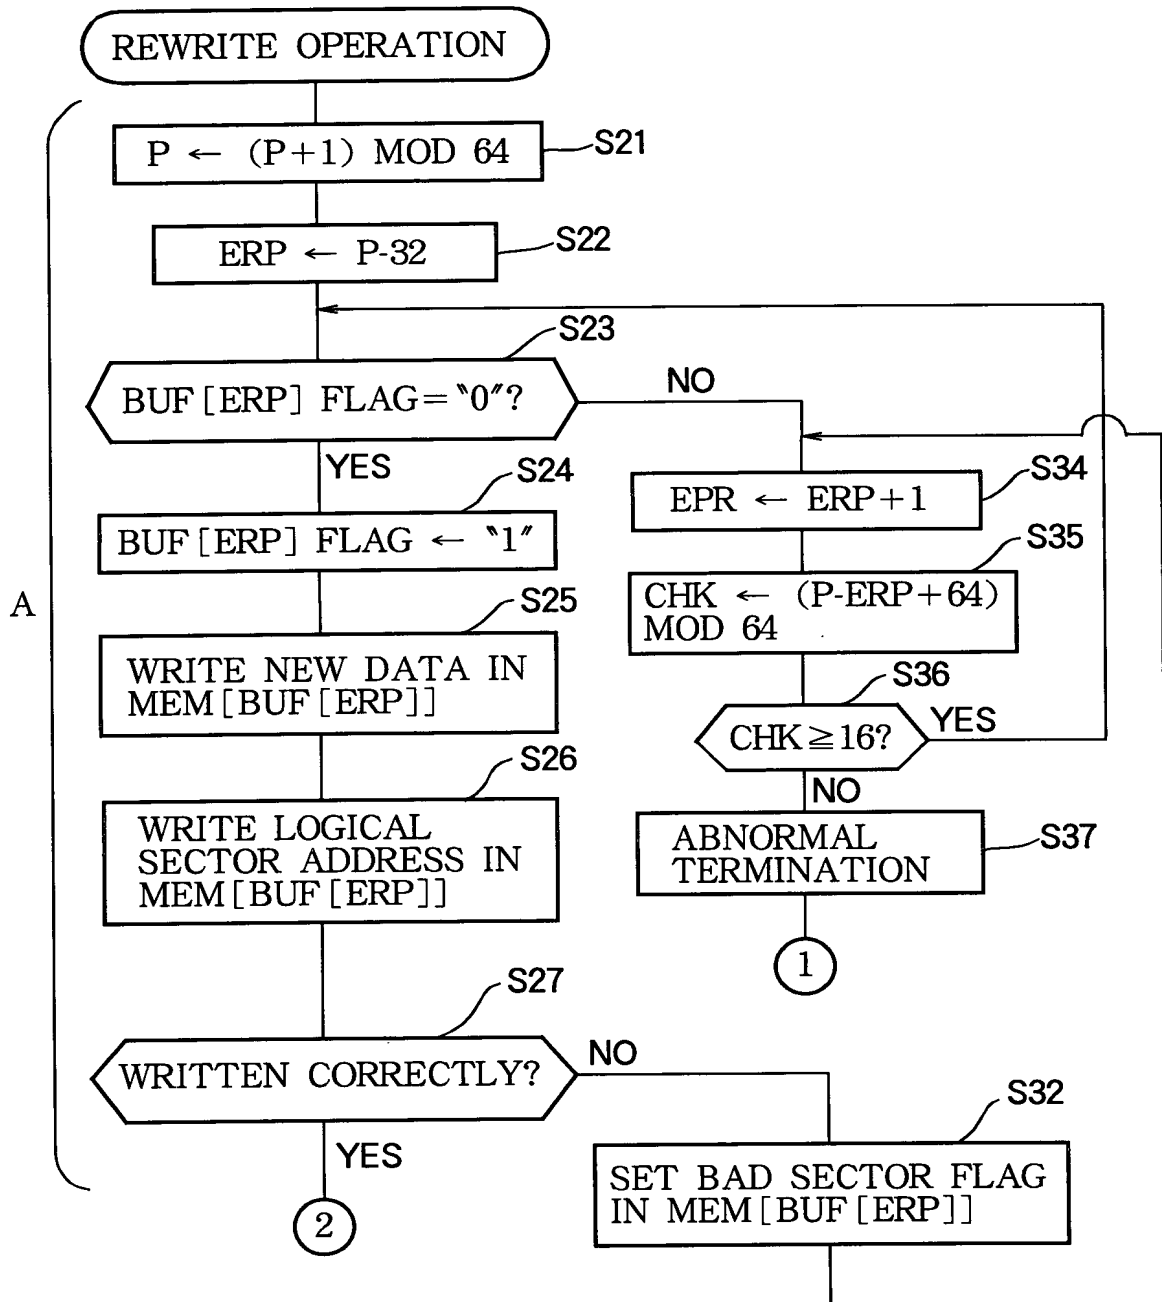 REWRITE OPERATION
P ← (P+1) MOD 64
S21
ERP ← P-32
S22
S23
BUF[ERP] FLAG=〝0″?
NO
YES
S24
BUF[ERP] FLAG ← 〝1″
S34
EPR ← ERP+1
S35
CHK ← (P-ERP+64)
MOD 64
A
S25
WRITE NEW DATA IN
MEM[BUF[ERP]]
S36
CHK≧16?
YES
NO
S26
WRITE LOGICAL
SECTOR ADDRESS IN
MEM[BUF[ERP]]
S37
ABNORMAL
TERMINATION
1
S27
WRITTEN CORRECTLY?
NO
YES
2
S32
SET BAD SECTOR FLAG
IN MEM[BUF[ERP]]